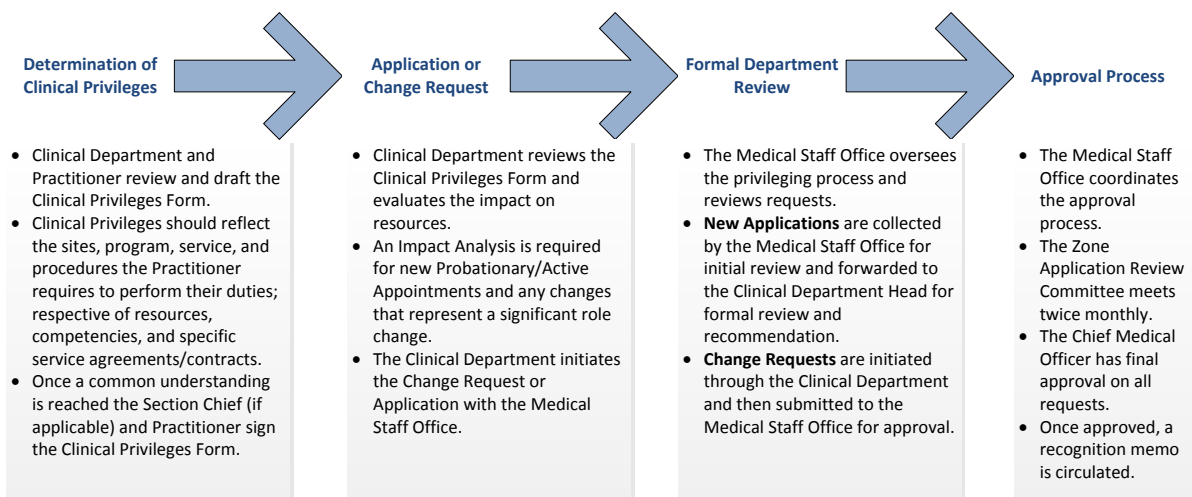 Determination of
Clinical Privileges
Application or
Change Request
Formal Department
Review
Approval Process
• Clinical Department and
Practitioner review and draft the
Clinical Privileges Form.
• Clinical Privileges should reflect
the sites, program, service, and
procedures the Practitioner
requires to perform their duties;
respective of resources,
competencies, and specific
service agreements/contracts.
• Once a common understanding
is reached the Section Chief (if
applicable) and Practitioner sign
the Clinical Privileges Form.
• Clinical Department reviews the
Clinical Privileges Form and
evaluates the impact on
resources.
• An Impact Analysis is required
for new Probationary/Active
Appointments and any changes
that represent a significant role
change.
• The Clinical Department initiates
the Change Request or
Application with the Medical
Staff Office.
• The Medical Staff Office oversees
the privileging process and
reviews requests.
• New Applications are collected
by the Medical Staff Office for
initial review and forwarded to
the Clinical Department Head for
formal review and
recommendation.
• Change Requests are initiated
through the Clinical Department
and then submitted to the
Medical Staff Office for approval.
• The Medical Staff
Office coordinates
the approval
process.
• The Zone
Application Review
Committee meets
twice monthly.
• The Chief Medical
Officer has final
approval on all
requests.
• Once approved, a
recognition memo
is circulated.